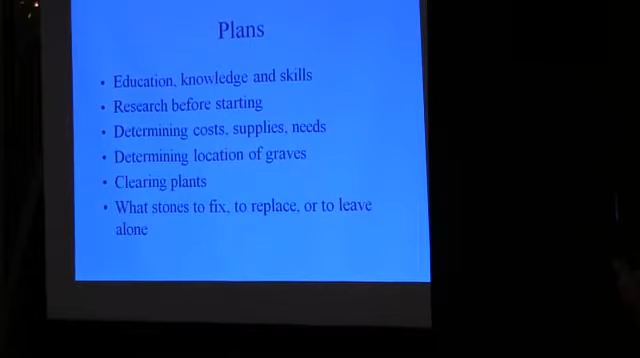 Plans
• Education, knowledge and skills
• Research before starting
• Determining costs, supplies, needs
• Determining location of graves
• Clearing plants
• What stones to fix, to replace, or to leave
alone